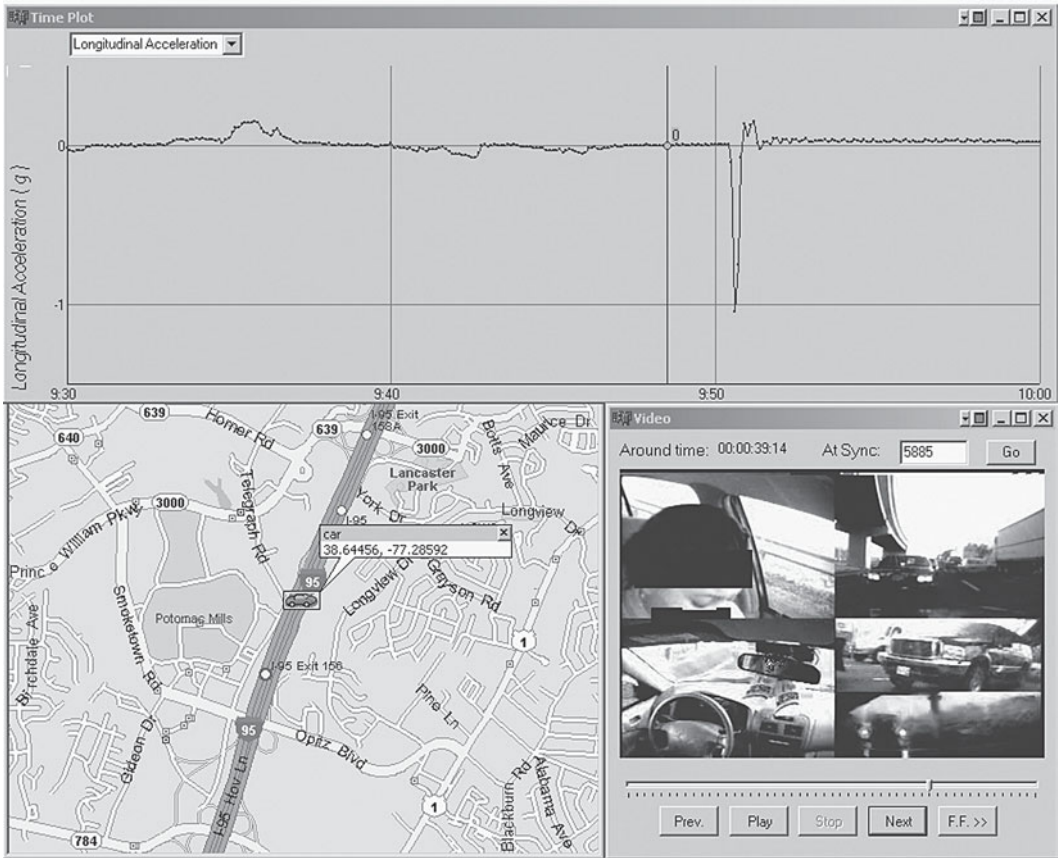 Time Plot
Longitudinal Acceleration
Longitudinal Acceleration ( g )
0
0
-1
9:30
9:40
9:50
10:00
639
Horner Rd
639
I-95 Exit
158A
3000
Botts Ave
Maurice Dr
640
Lancaster
Park
Telegraph Rd
3000
Prince William Pkwy
York Dr
I-95
Longview Dr
car
38.64456, -77.28592
95
Longview Dr
Grayson Rd
Smoketown Rd
Potomac Mills
1
Birchdale Ave
I-95 Exit 156
Pine Ln
95
Opitz Blvd
Gideon Dr
I-95 Hov Ln
1
Blackburn Rd
Alabama Ave
784
Video
Around time: 00:00:39:14
At Sync: 5885
Go
Prev.
Play
Stop
Next
F.F. >>